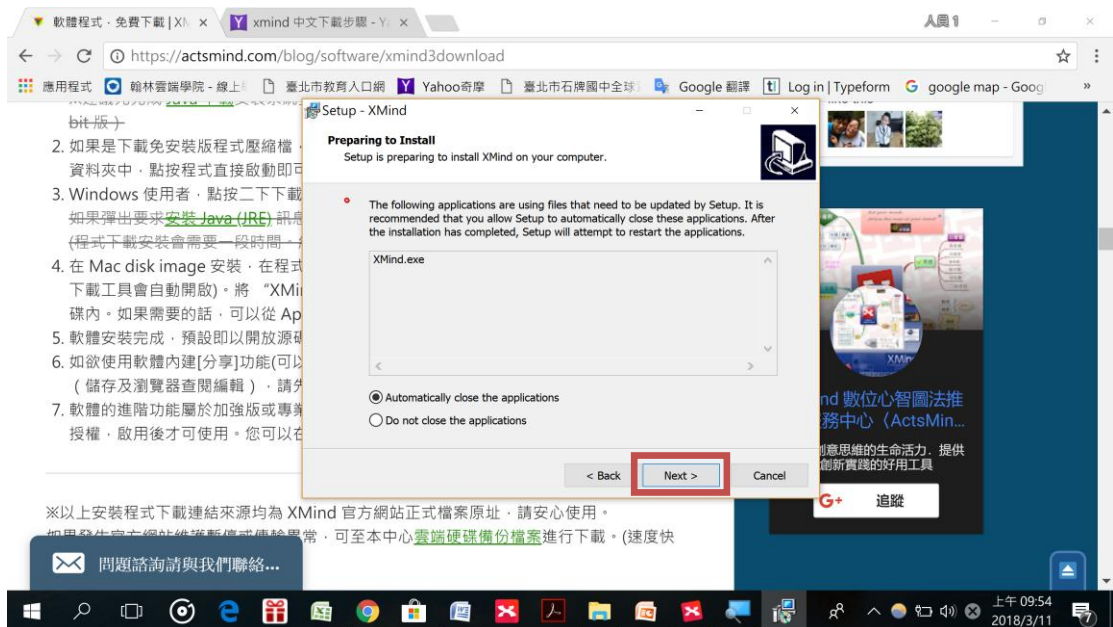 軟體程式．免費下載 | XM
xmind 中文下載步驟 - Ya
人員 1
https://actsmind.com/blog/software/xmind3download
應用程式
翰林雲端學院 - 線上
臺北市教育入口網
Yahoo奇摩
臺北市石牌國中全球
Google 翻譯
Log in | Typeform
google map - Goog
»
bit 版）
2. 如果是下載免安裝版程式壓縮檔，
資料夾中．點按程式直接啟動即可
3. Windows 使用者．點按二下下載
如果彈出要求安裝 Java (JRE) 訊息
(程式下載安裝會需要一段時間．
4. 在 Mac disk image 安裝．在程式
下載工具會自動開啟)。將 “XMi
碟內。如果需要的話．可以從 Ap
5. 軟體安裝完成．預設即以開放源碼
6. 如欲使用軟體內建[分享]功能(可以
（儲存及瀏覽器查閱編輯）．請先
7. 軟體的進階功能屬於加強版或專業
授權．啟用後才可使用。您可以在
※以上安裝程式下載連結來源均為 XMind 官方網站正式檔案原址．請安心使用。
如果發生官方網站維護暫停或傳輸異常．可至本中心雲端硬碟備份檔案進行下載。(速度快
問題諮詢請與我們聯絡...
Setup - XMind
Preparing to Install
Setup is preparing to install XMind on your computer.
The following applications are using files that need to be updated by Setup. It is
recommended that you allow Setup to automatically close these applications. After
the installation has completed, Setup will attempt to restart the applications.
XMind.exe
Automatically close the applications
Do not close the applications
< Back
Next >
Cancel
XMin
nd 數位心智圖法推
務中心（ActsMin...
創意思維的生命活力．提供
創新實踐的好用工具
G+ 追蹤
上午 09:54
2018/3/11